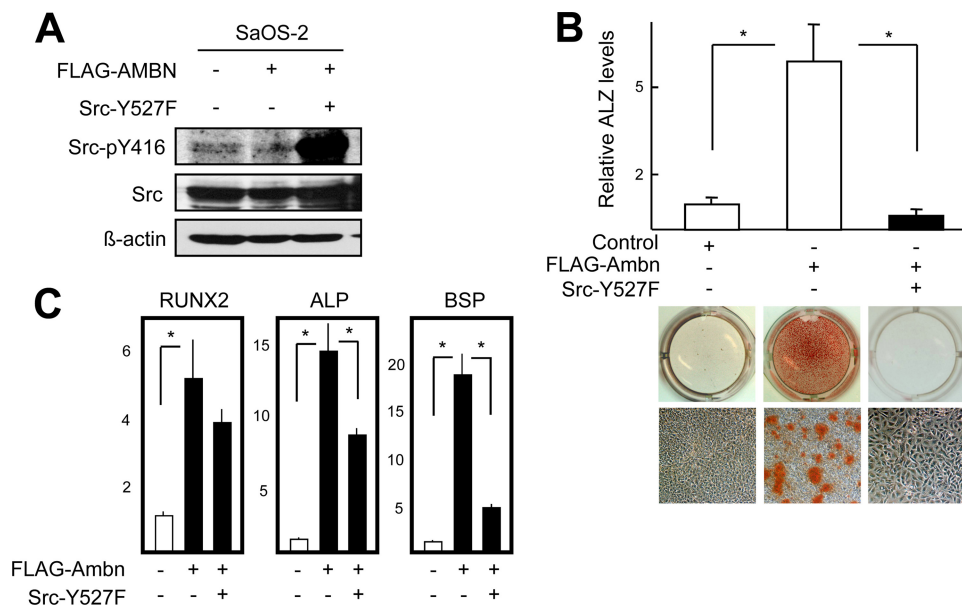 A
SaOS-2
FLAG-AMBN - + +
Src-Y527F - - +
Src-pY416
Src
ß-actin
B
Relative ALZ levels
5
2
* *
Control + - -
FLAG-Ambn - + +
Src-Y527F - - +
C
RUNX2 ALP BSP
* * * * *
6
4
2
15
10
5
20
15
10
5
FLAG-Ambn - + + - + + - + +
Src-Y527F - - + - - + - - +